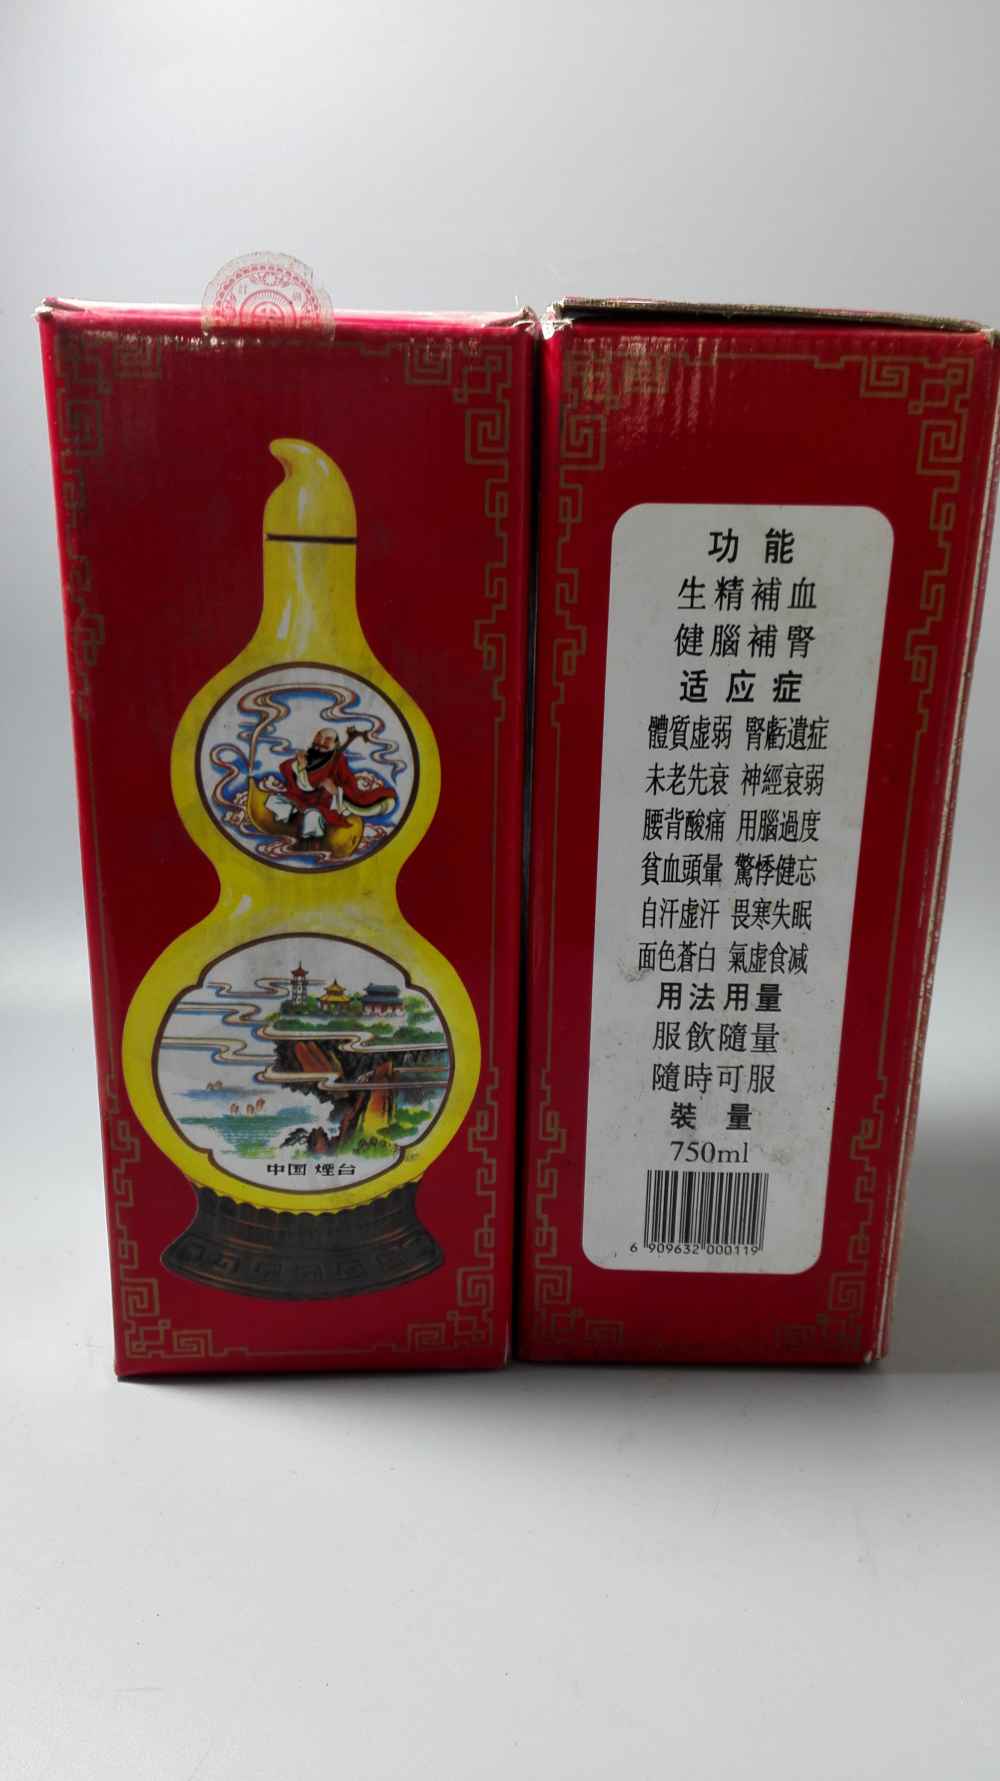 中国 煙台
功能
生精補血
健腦補腎
适应症
體質虛弱 腎虧遺症
未老先衰 神經衰弱
腰背酸痛 用腦過度
貧血頭暈 驚悸健忘
自汗虛汗 畏寒失眠
面色蒼白 氣虛食减
用法用量
服飲隨量
隨時可服
裝量
750ml
6 909632 000119